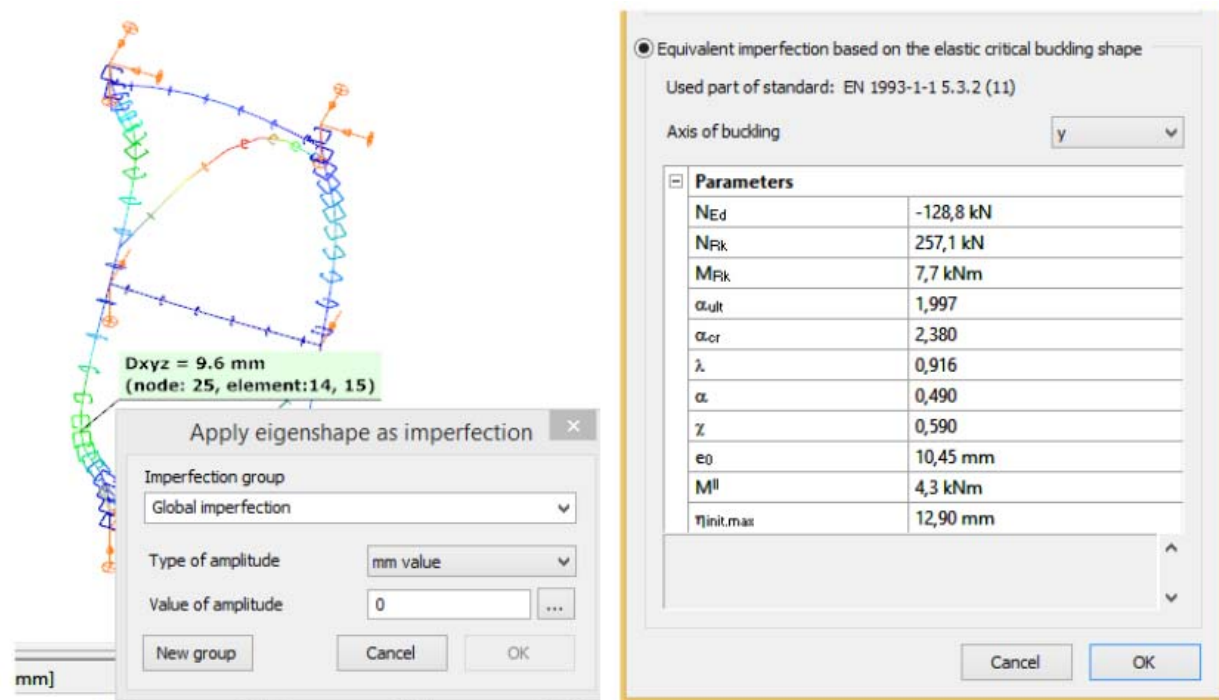 Dxyz = 9.6 mm
(node: 25, element:14, 15)
Apply eigenshape as imperfection
Imperfection group
Global imperfection
Type of amplitude
mm value
Value of amplitude
0
...
New group
Cancel
OK
mm]
Equivalent imperfection based on the elastic critical buckling shape
Used part of standard: EN 1993-1-1 5.3.2 (11)
Axis of buckling
y
Parameters
NEd -128,8 kN
NRk 257,1 kN
MRk 7,7 kNm
αult 1,997
αcr 2,380
λ 0,916
α 0,490
χ 0,590
e0 10,45 mm
MII 4,3 kNm
ηinit.max 12,90 mm
Cancel
OK